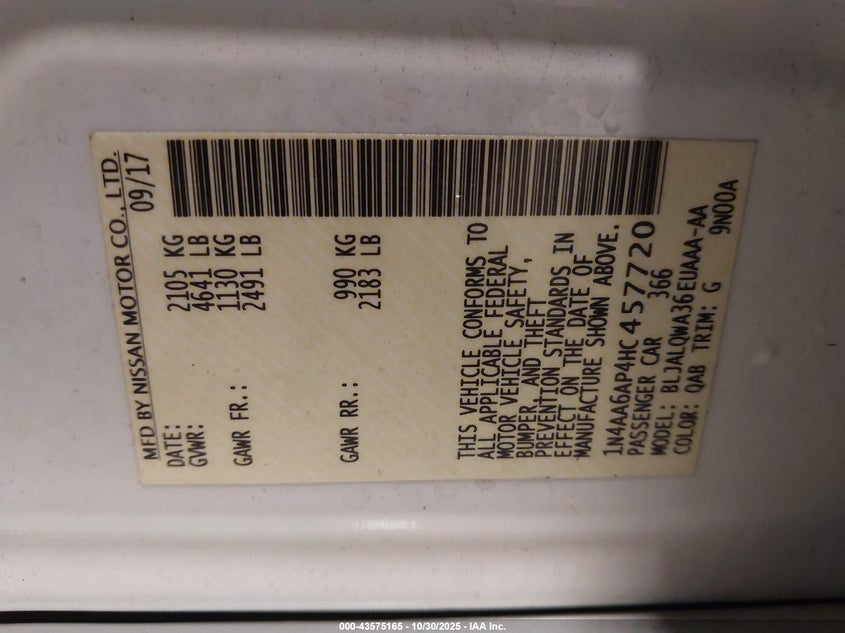 MFD BY NISSAN MOTOR CO., LTD.
DATE: 09/17
GVWR: 2105 KG
4641 LB
GAWR FR.: 1130 KG
2491 LB
GAWR RR.: 990 KG
2183 LB
THIS VEHICLE CONFORMS TO
ALL APPLICABLE FEDERAL
MOTOR VEHICLE SAFETY,
BUMPER, AND THEFT
PREVENTION STANDARDS IN
EFFECT ON THE DATE OF
MANUFACTURE SHOWN ABOVE.
1N4AA6AP4HC457720
PASSENGER CAR 366
MODEL: BLJALQWA36EUAAA-AA
COLOR: QAB TRIM: G 9N00A
000-43575165 - 10/30/2025 - IAA Inc.